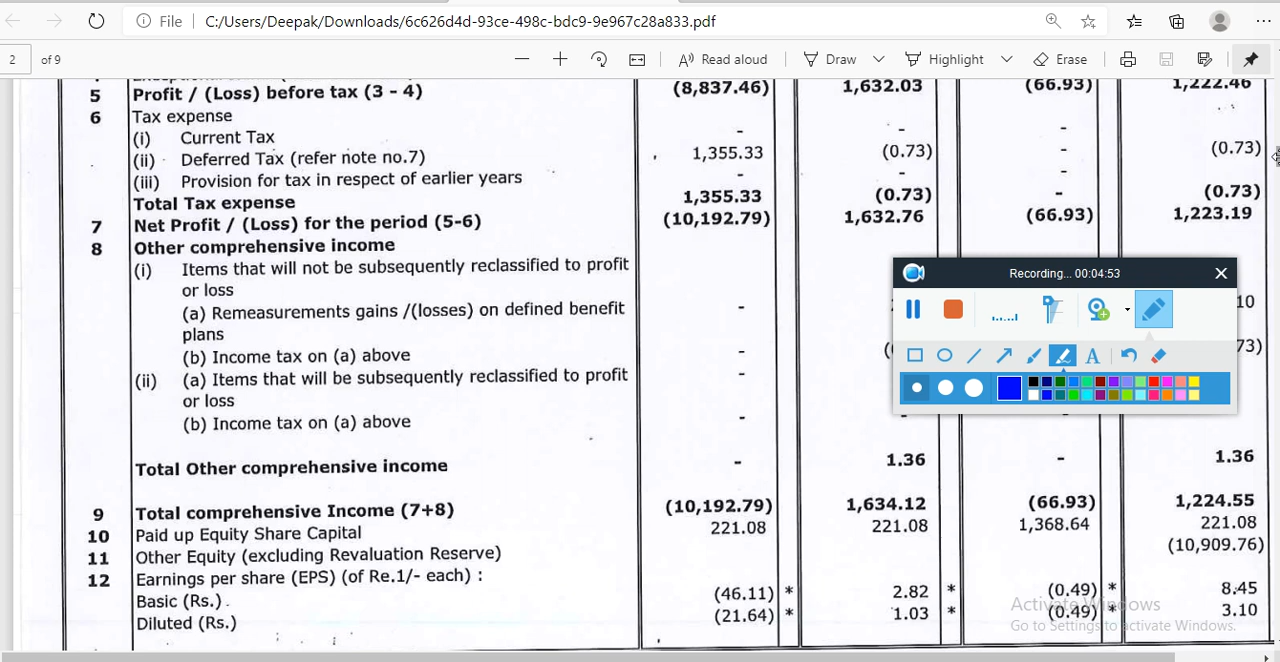 File C:/Users/Deepak/Downloads/6c626d4d-93ce-498c-bdc9-9e967c28a833.pdf
2 of 9 Read aloud Draw Highlight Erase
5 Profit / (Loss) before tax (3 - 4) (8,837.46) 1,632.03 (66.93) 1,222.46
6 Tax expense
(i) Current Tax - - -
(ii) Deferred Tax (refer note no.7) 1,355.33 (0.73) - (0.73)
(iii) Provision for tax in respect of earlier years - - -
Total Tax expense 1,355.33 (0.73) - (0.73)
7 Net Profit / (Loss) for the period (5-6) (10,192.79) 1,632.76 (66.93) 1,223.19
8 Other comprehensive income
(i) Items that will not be subsequently reclassified to profit
or loss
Recording... 00:04:53
(a) Remeasurements gains /(losses) on defined benefit - 10
plans
(b) Income tax on (a) above - 73)
(ii) (a) Items that will be subsequently reclassified to profit -
or loss
(b) Income tax on (a) above -
A
Total Other comprehensive income - 1.36 - 1.36
9 Total comprehensive Income (7+8) (10,192.79) 1,634.12 (66.93) 1,224.55
10 Paid up Equity Share Capital 221.08 221.08 1,368.64 221.08
11 Other Equity (excluding Revaluation Reserve) (10,909.76)
12 Earnings per share (EPS) (of Re.1/- each) :
Basic (Rs.) (46.11) * 2.82 * (0.49) * 8.45
Diluted (Rs.) (21.64) * 1.03 * (0.49) * 3.10
Activate Windows
Go to Settings to activate Windows.